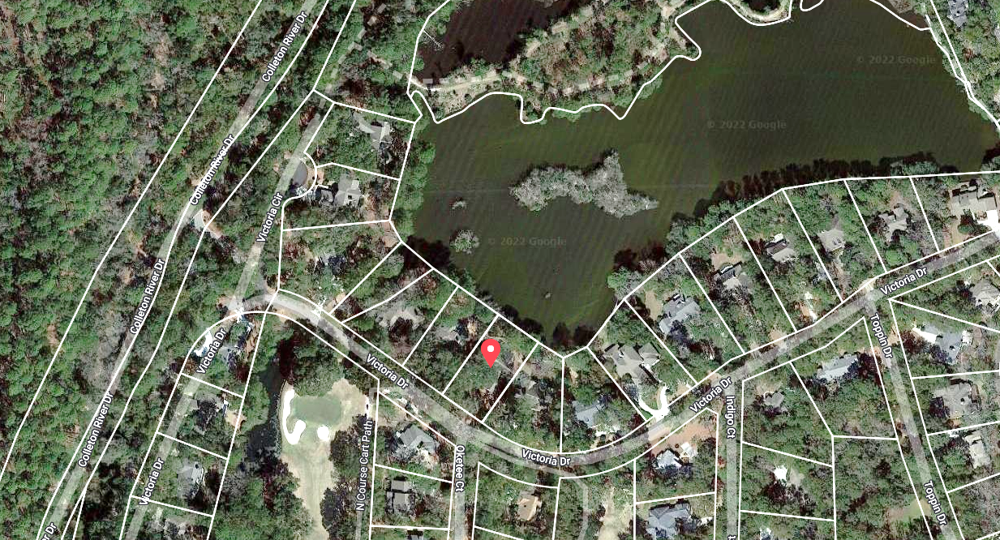 Colleton River Dr
© 2022 Google
© 2022 Google
Colleton River Dr
Victoria Cir
© 2022 Google
Colleton River Dr
Victoria Dr
Toppin Dr
Victoria Dr
Victoria Dr
Victoria Dr
Indigo Ct
Colleton River Dr
N Course Cart Path
Victoria Dr
Oketee Ct
Victoria Dr
Toppin Dr